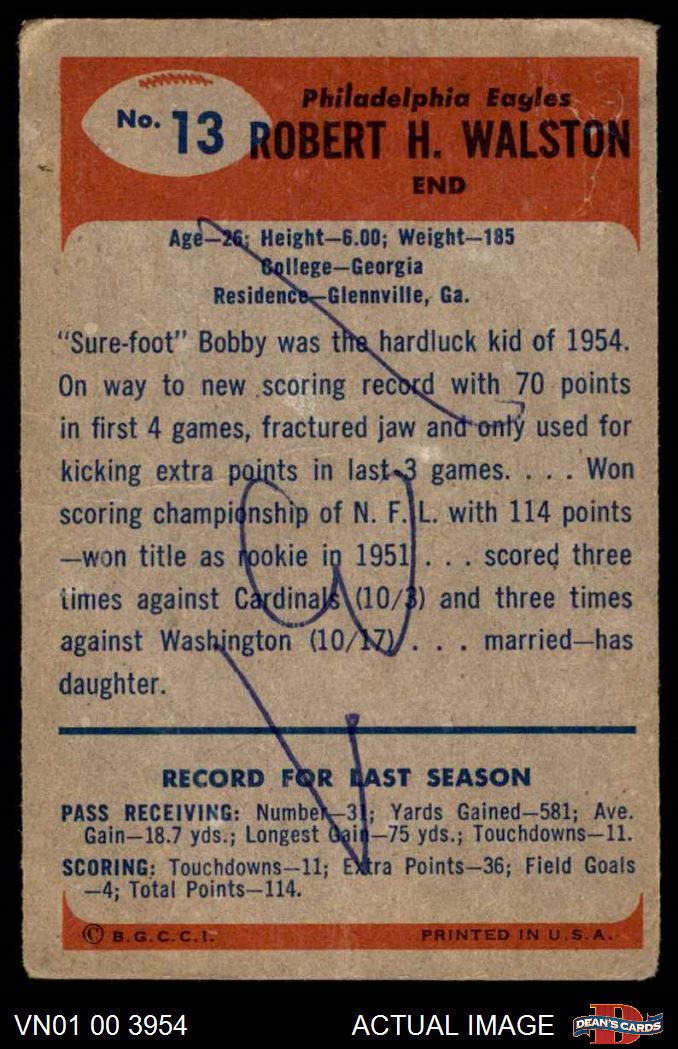 No. 13
Philadelphia Eagles
ROBERT H. WALSTON
END
Age—26; Height—6.00; Weight—185
College—Georgia
Residence—Glennville, Ga.
"Sure-foot" Bobby was the hardluck kid of 1954.
On way to new scoring record with 70 points
in first 4 games, fractured jaw and only used for
kicking extra points in last 3 games. . . . Won
scoring championship of N. F. L. with 114 points
—won title as rookie in 1951 . . . scored three
times against Cardinals (10/3) and three times
against Washington (10/17) . . . married—has
daughter.
RECORD FOR LAST SEASON
PASS RECEIVING: Number—31; Yards Gained—581; Ave.
Gain—18.7 yds.; Longest Gain—75 yds.; Touchdowns—11.
SCORING: Touchdowns—11; Extra Points—36; Field Goals
—4; Total Points—114.
© B.G.C.C.I. PRINTED IN U.S.A.
VN01 00 3954 ACTUAL IMAGE D DEAN'S CARDS